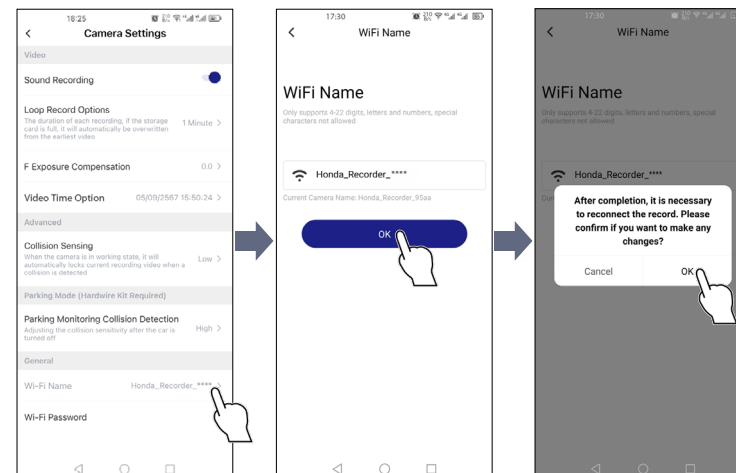 18:25
Camera Settings
Video
Sound Recording
Loop Record Options
The duration of each recording, if the storage
card is full, it will automatically be overwritten
from the earliest video
1 Minute >
F Exposure Compensation 0.0 >
Video Time Option 05/09/2567 15:50-24 >
Advanced
Collision Sensing
When the camera is in working state, it will
automatically locks current recording video when a
collision is detected
Low >
Parking Mode (Hardwire Kit Required)
Parking Monitoring Collision Detection
Adjusting the collision sensitivity after the car is
turned off
High >
General
Wi-Fi Name Honda_Recorder_**** >
Wi-Fi Password
17:30
WiFi Name
WiFi Name
Only supports 4-22 digits, letters and numbers, special
characters not allowed
Honda_Recorder_****
Current Camera Name: Honda_Recorder_95aa
OK
17:30
WiFi Name
WiFi Name
Only supports 4-22 digits, letters and numbers, special
characters not allowed
Honda_Recorder_****
After completion, it is necessary
to reconnect the record. Please
confirm if you want to make any
changes?
Cancel OK